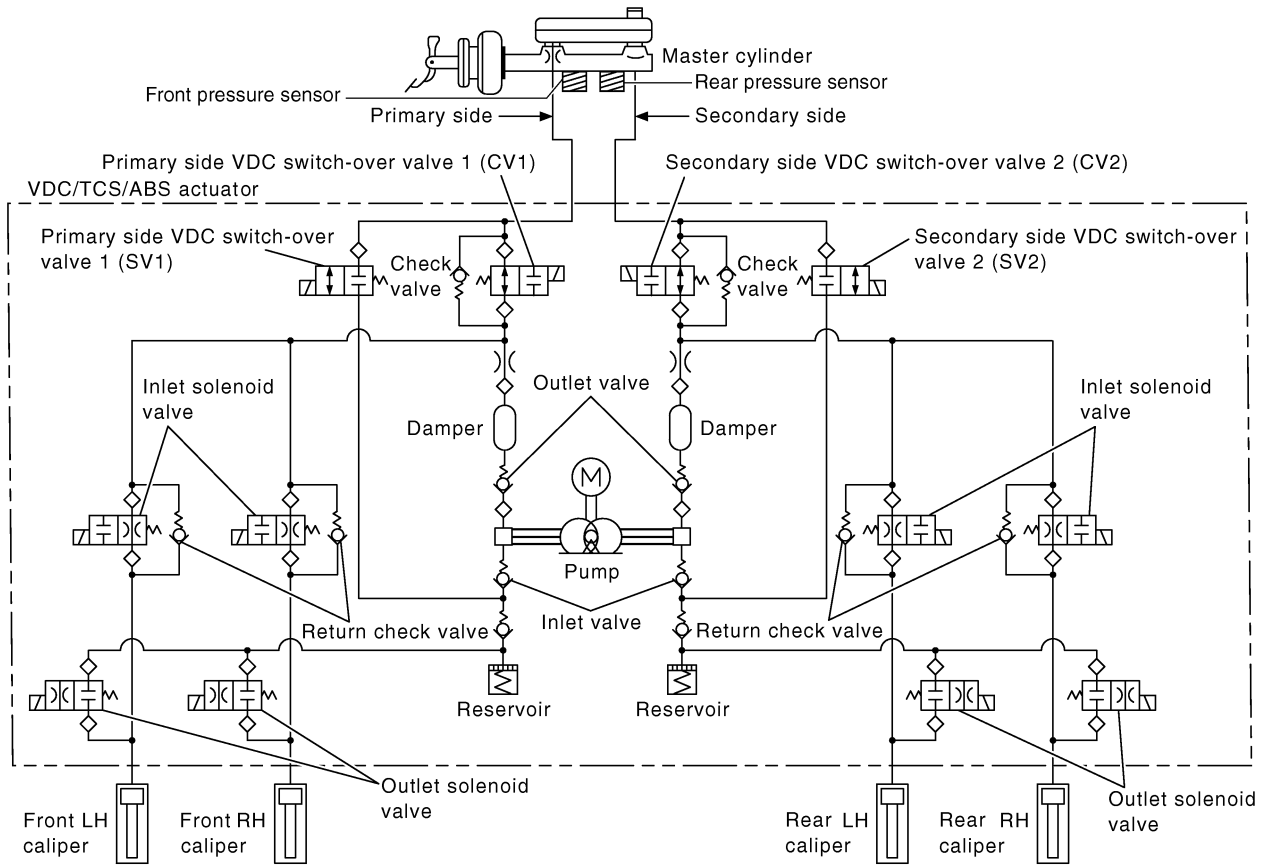 Master cylinder
Front pressure sensor
Rear pressure sensor
Primary side
Secondary side
Primary side VDC switch-over valve 1 (CV1)
Secondary side VDC switch-over valve 2 (CV2)
VDC/TCS/ABS actuator
Primary side VDC switch-over
valve 1 (SV1)
Check
valve
Check
valve
Secondary side VDC switch-over
valve 2 (SV2)
Inlet solenoid
valve
Outlet valve
Inlet solenoid
valve
Damper
Damper
M
Pump
Return check valve
Inlet valve
Return check valve
Reservoir
Reservoir
Outlet solenoid
valve
Outlet solenoid
valve
Front LH
caliper
Front RH
caliper
Rear LH
caliper
Rear RH
caliper